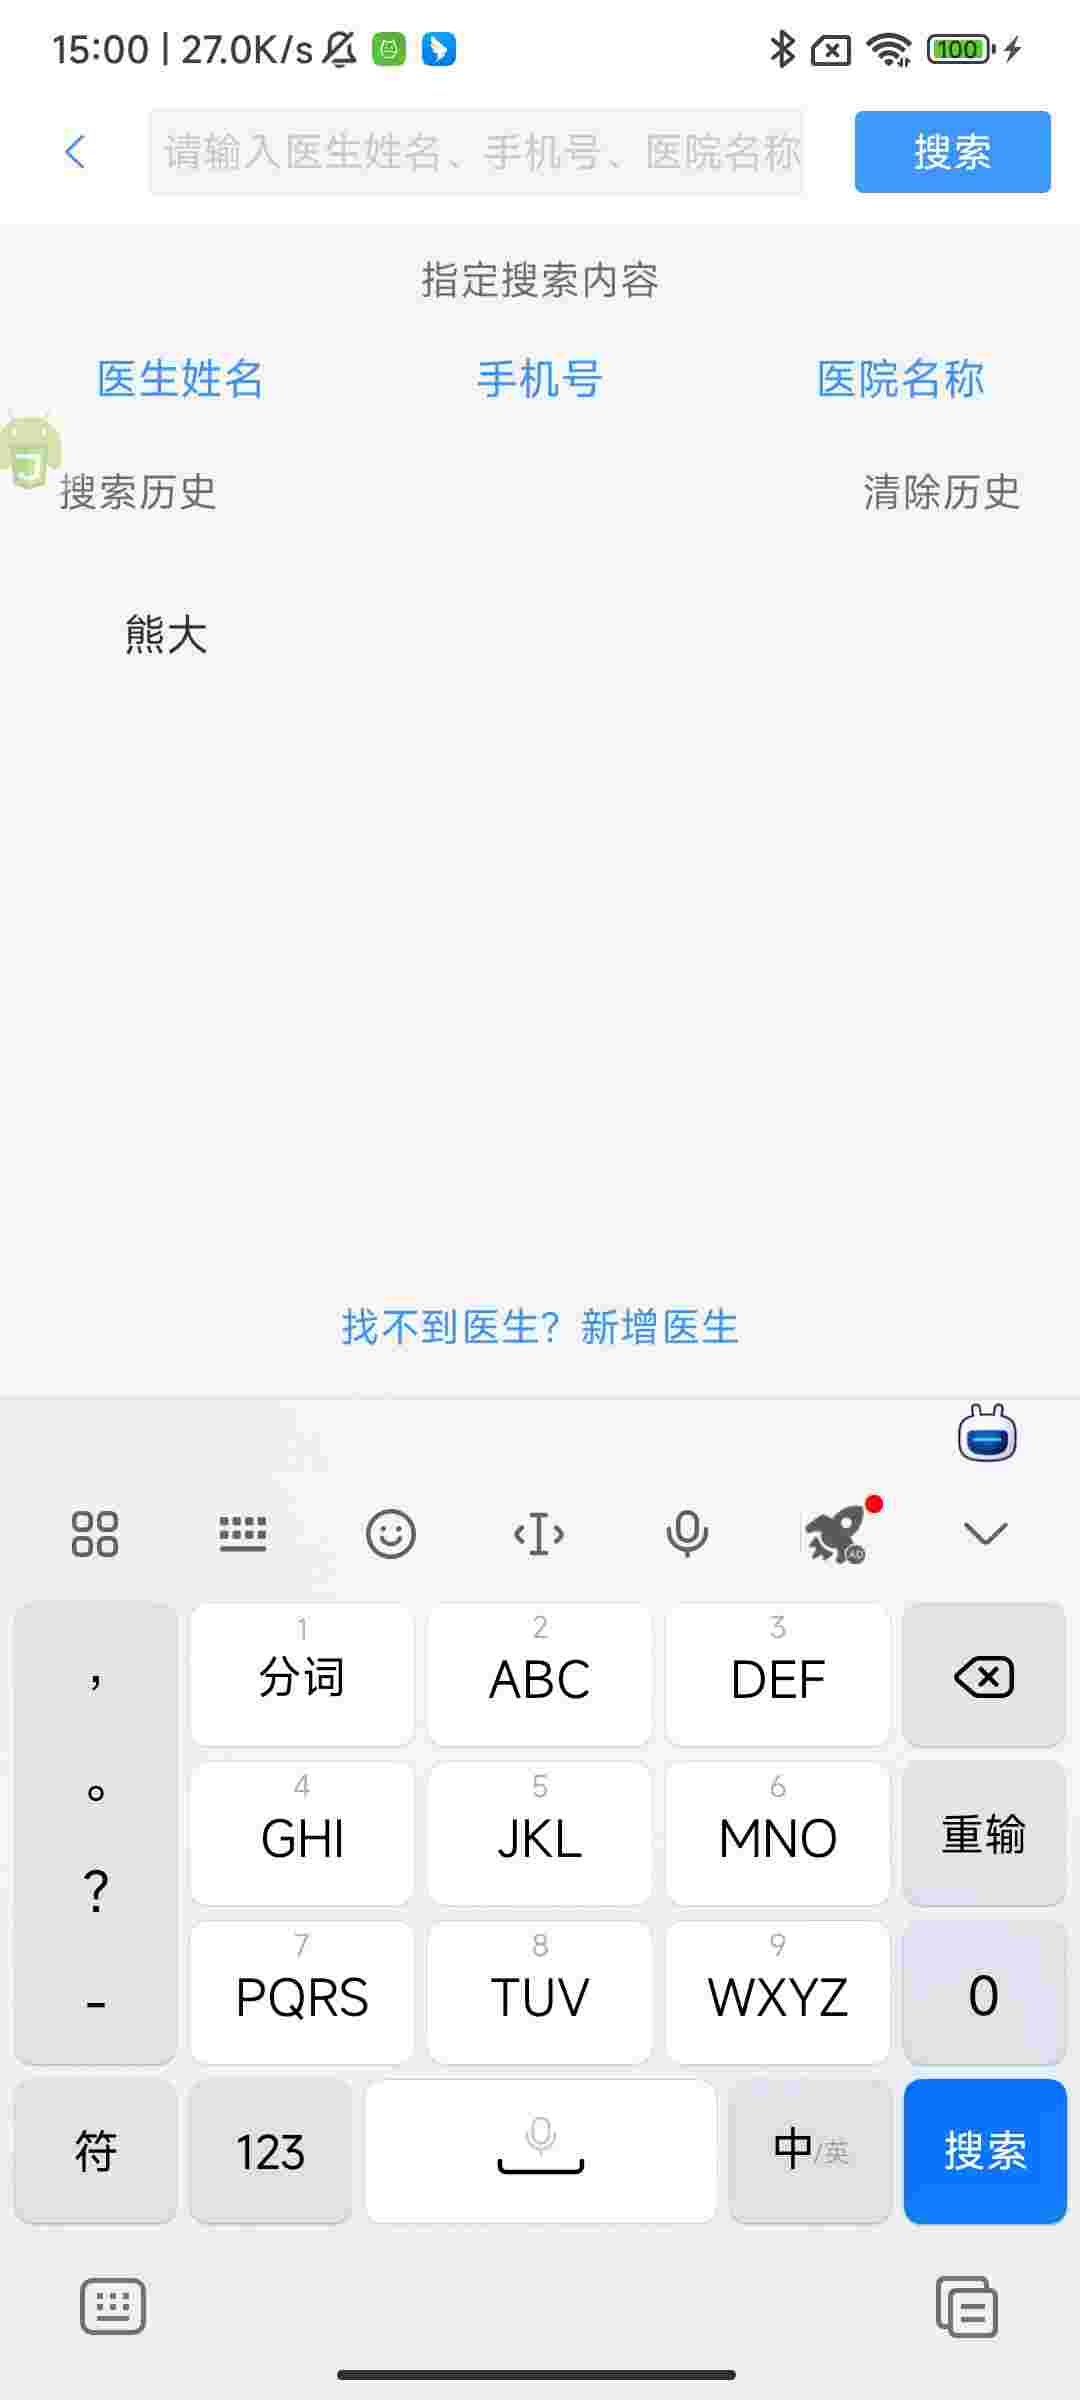 15:00 | 27.0K/s
100
请输入医生姓名、手机号、医院名称
搜索
指定搜索内容
医生姓名
手机号
医院名称
搜索历史
清除历史
熊大
找不到医生？新增医生
，
。
?
-
1
分词
2
ABC
3
DEF
4
GHI
5
JKL
6
MNO
重输
7
PQRS
8
TUV
9
WXYZ
0
符
123
中/英
搜索